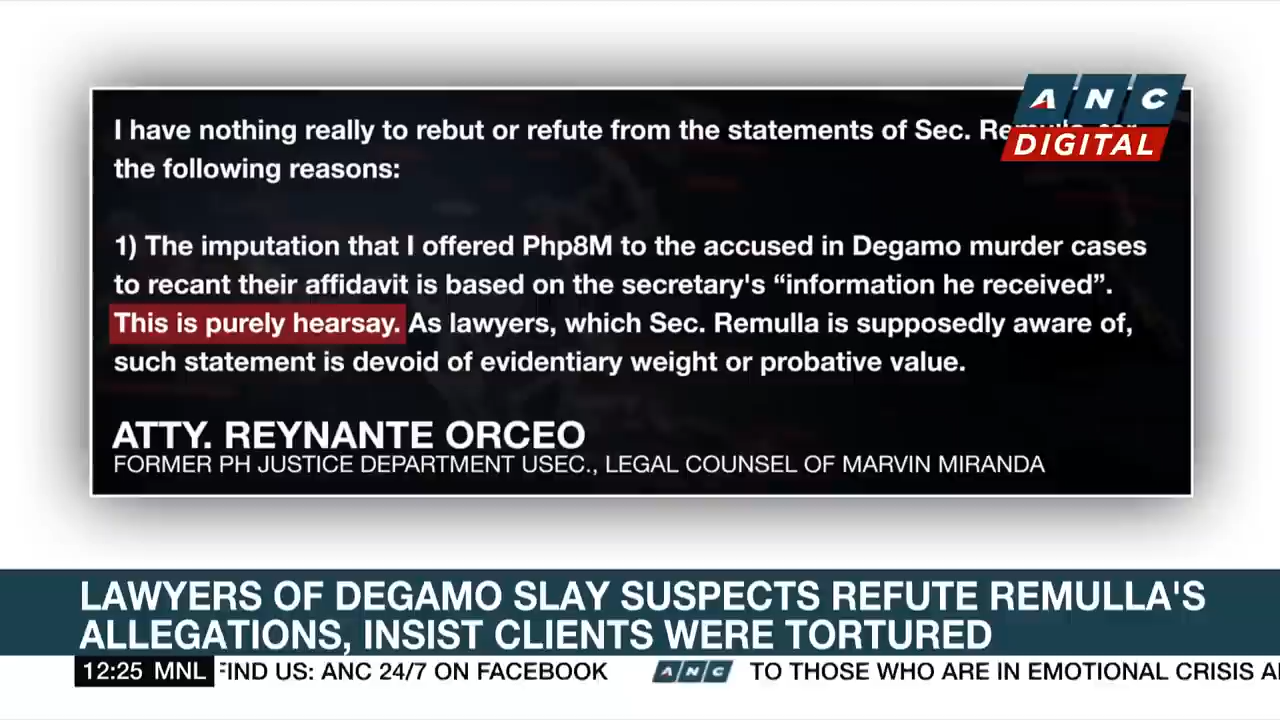 ANC
DIGITAL
I have nothing really to rebut or refute from the statements of Sec.
the following reasons:
1) The imputation that I offered Php8M to the accused in Degamo murder cases
to recant their affidavit is based on the secretary's “information he received”.
This is purely hearsay. As lawyers, which Sec. Remulla is supposedly aware of,
such statement is devoid of evidentiary weight or probative value.
ATTY. REYNANTE ORCEO
FORMER PH JUSTICE DEPARTMENT USEC., LEGAL COUNSEL OF MARVIN MIRANDA
LAWYERS OF DEGAMO SLAY SUSPECTS REFUTE REMULLA'S
ALLEGATIONS, INSIST CLIENTS WERE TORTURED
12:25 MNL FIND US: ANC 24/7 ON FACEBOOK ANC TO THOSE WHO ARE IN EMOTIONAL CRISIS